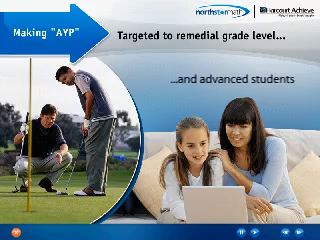 Making "AYP"
northstarmath
Harcourt Achieve
Targeted to remedial grade level...
...and advanced students